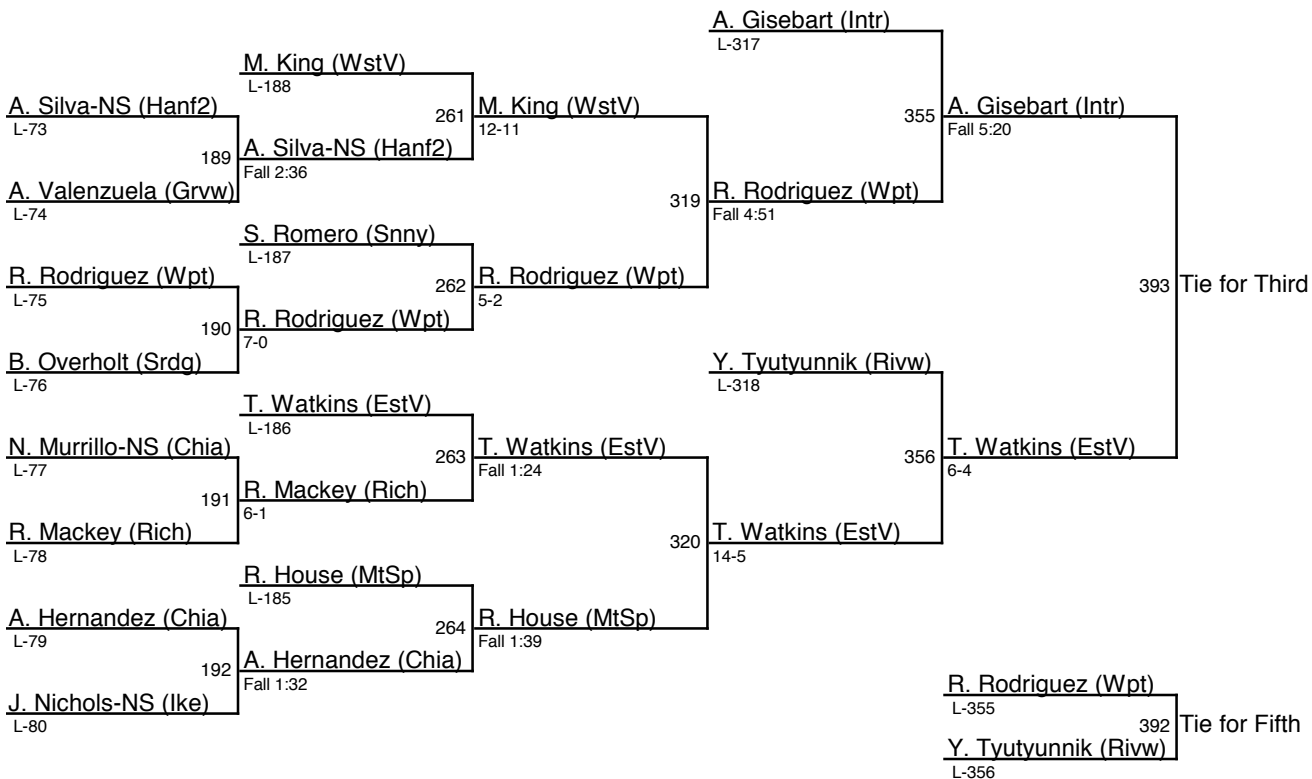 A. Gisebart (Intr)
L-317
M. King (WstV)
L-188
A. Silva-NS (Hanf2)
L-73
261
M. King (WstV)
12-11
355
A. Gisebart (Intr)
Fall 5:20
189
A. Silva-NS (Hanf2)
Fall 2:36
A. Valenzuela (Grvw)
L-74
319
R. Rodriguez (Wpt)
Fall 4:51
S. Romero (Snny)
L-187
R. Rodriguez (Wpt)
L-75
262
R. Rodriguez (Wpt)
5-2
393
Tie for Third
190
R. Rodriguez (Wpt)
7-0
B. Overholt (Srdg)
L-76
Y. Tyutyunnik (Rivw)
L-318
T. Watkins (EstV)
L-186
N. Murrillo-NS (Chia)
L-77
263
T. Watkins (EstV)
Fall 1:24
356
T. Watkins (EstV)
6-4
191
R. Mackey (Rich)
6-1
R. Mackey (Rich)
L-78
320
T. Watkins (EstV)
14-5
R. House (MtSp)
L-185
A. Hernandez (Chia)
L-79
264
R. House (MtSp)
Fall 1:39
192
A. Hernandez (Chia)
Fall 1:32
J. Nichols-NS (Ike)
L-80
R. Rodriguez (Wpt)
L-355
392
Tie for Fifth
Y. Tyutyunnik (Rivw)
L-356